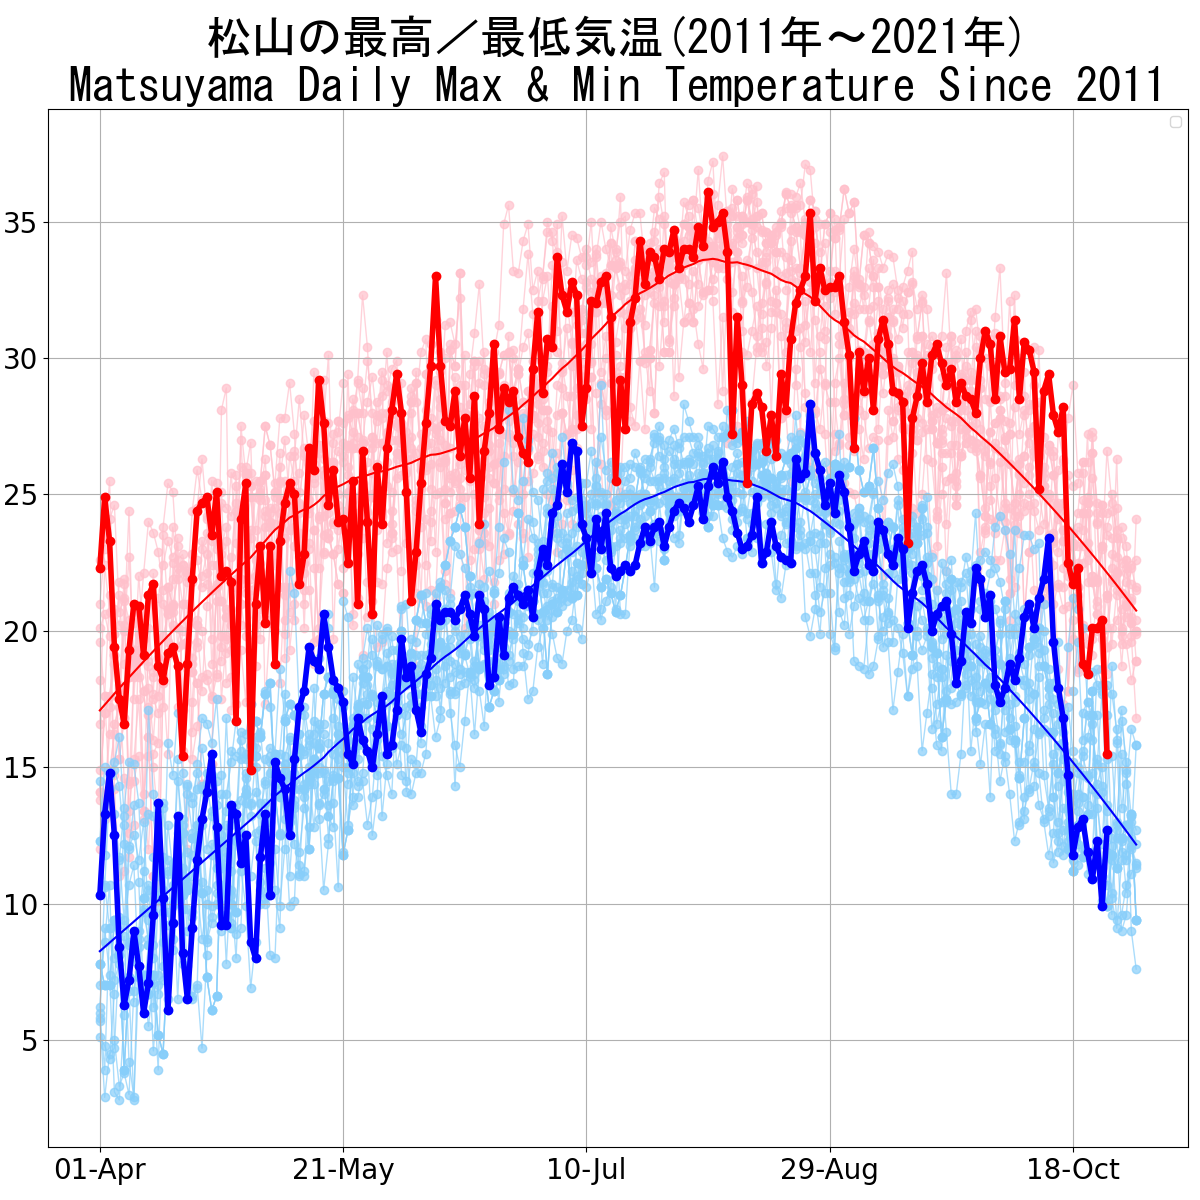 松山の最高／最低気温(2011年～2021年)
Matsuyama Daily Max & Min Temperature Since 2011
35
30
25
20
15
10
5
01-Apr 21-May 10-Jul 29-Aug 18-Oct